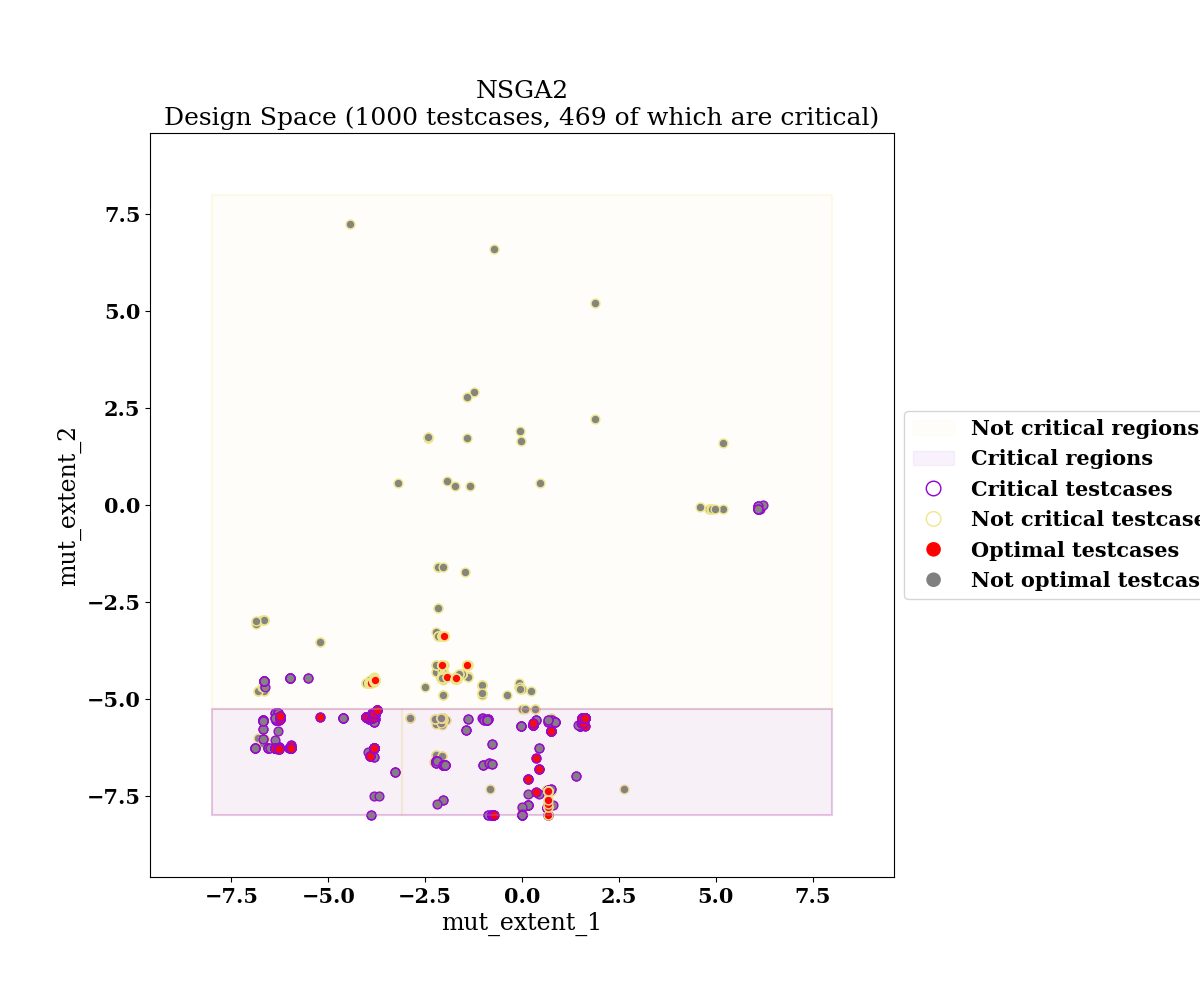 NSGA2
Design Space (1000 testcases, 469 of which are critical)
7.5
5.0
2.5
0.0
−2.5
−5.0
−7.5
mut_extent_2
−7.5 −5.0 −2.5 0.0 2.5 5.0 7.5
mut_extent_1
Not critical regions
Critical regions
Critical testcases
Not critical testcase
Optimal testcases
Not optimal testcas